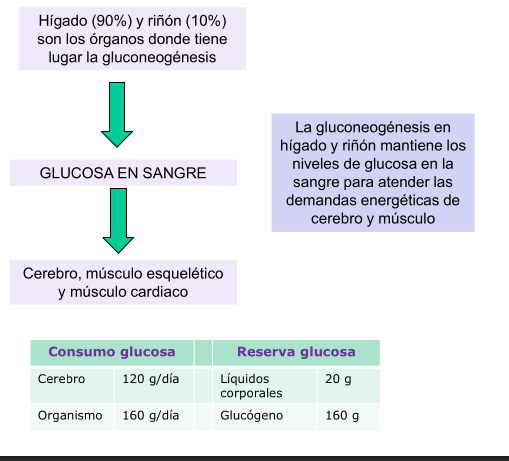 Hígado (90%) y riñón (10%)
son los órganos donde tiene
lugar la gluconeogénesis
La gluconeogénesis en
hígado y riñón mantiene los
niveles de glucosa en la
sangre para atender las
demandas energéticas de
cerebro y músculo
GLUCOSA EN SANGRE
Cerebro, músculo esquelético
y músculo cardiaco
Consumo glucosa Reserva glucosa
Cerebro 120 g/día Líquidos
corporales 20 g
Organismo 160 g/día Glucógeno 160 g